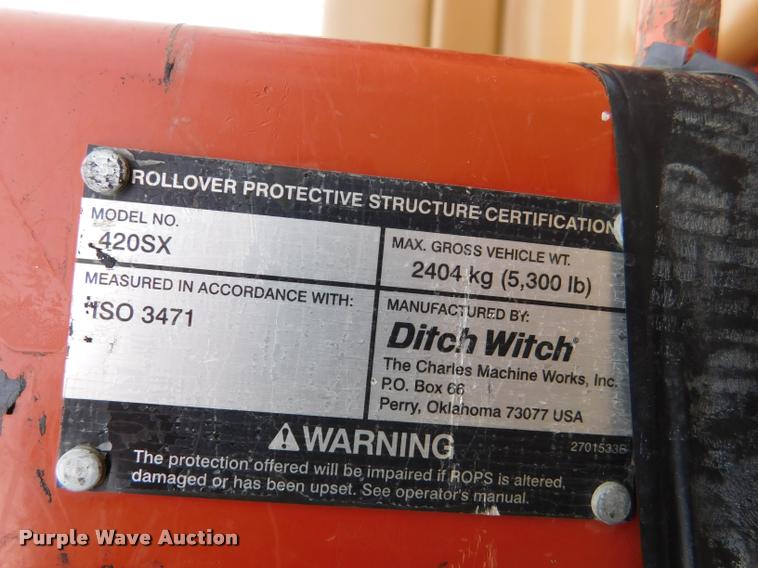 ROLLOVER PROTECTIVE STRUCTURE CERTIFICATION
MODEL NO.
420SX
MAX. GROSS VEHICLE WT.
2404 kg (5,300 lb)
MEASURED IN ACCORDANCE WITH:
ISO 3471
MANUFACTURED BY:
Ditch Witch®
The Charles Machine Works, Inc.
P.O. Box 66
Perry, Oklahoma 73077 USA
⚠WARNING
The protection offered will be impaired if ROPS is altered,
damaged or has been upset. See operator's manual.
Purple Wave Auction